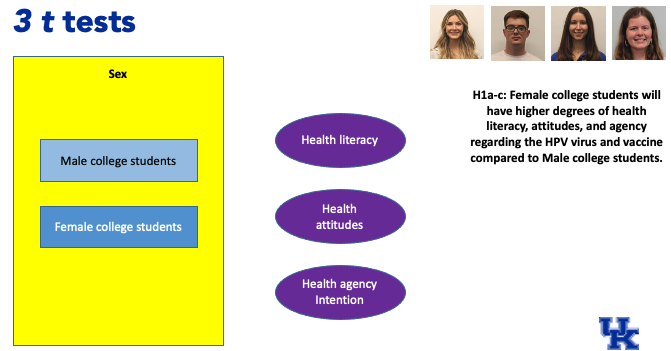 3 t tests
Sex
Male college students
Female college students
Health literacy
Health
attitudes
Health agency
Intention
H1a-c: Female college students will
have higher degrees of health
literacy, attitudes, and agency
regarding the HPV virus and vaccine
compared to Male college students.
UK